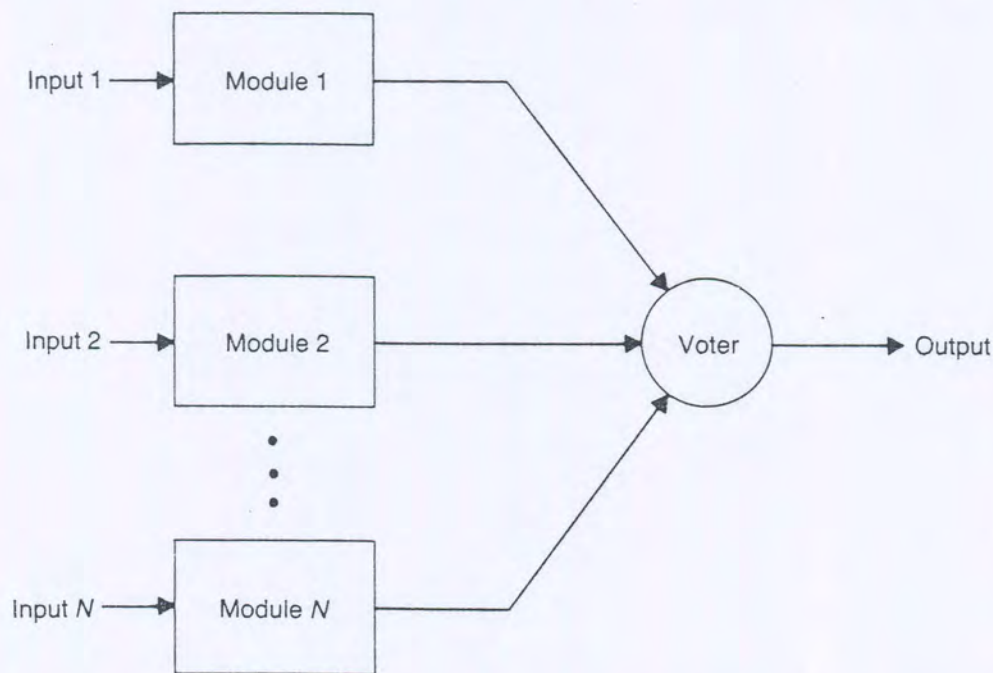 Input 1
Module 1
Input 2
Module 2
Voter
Output
Input N
Module N